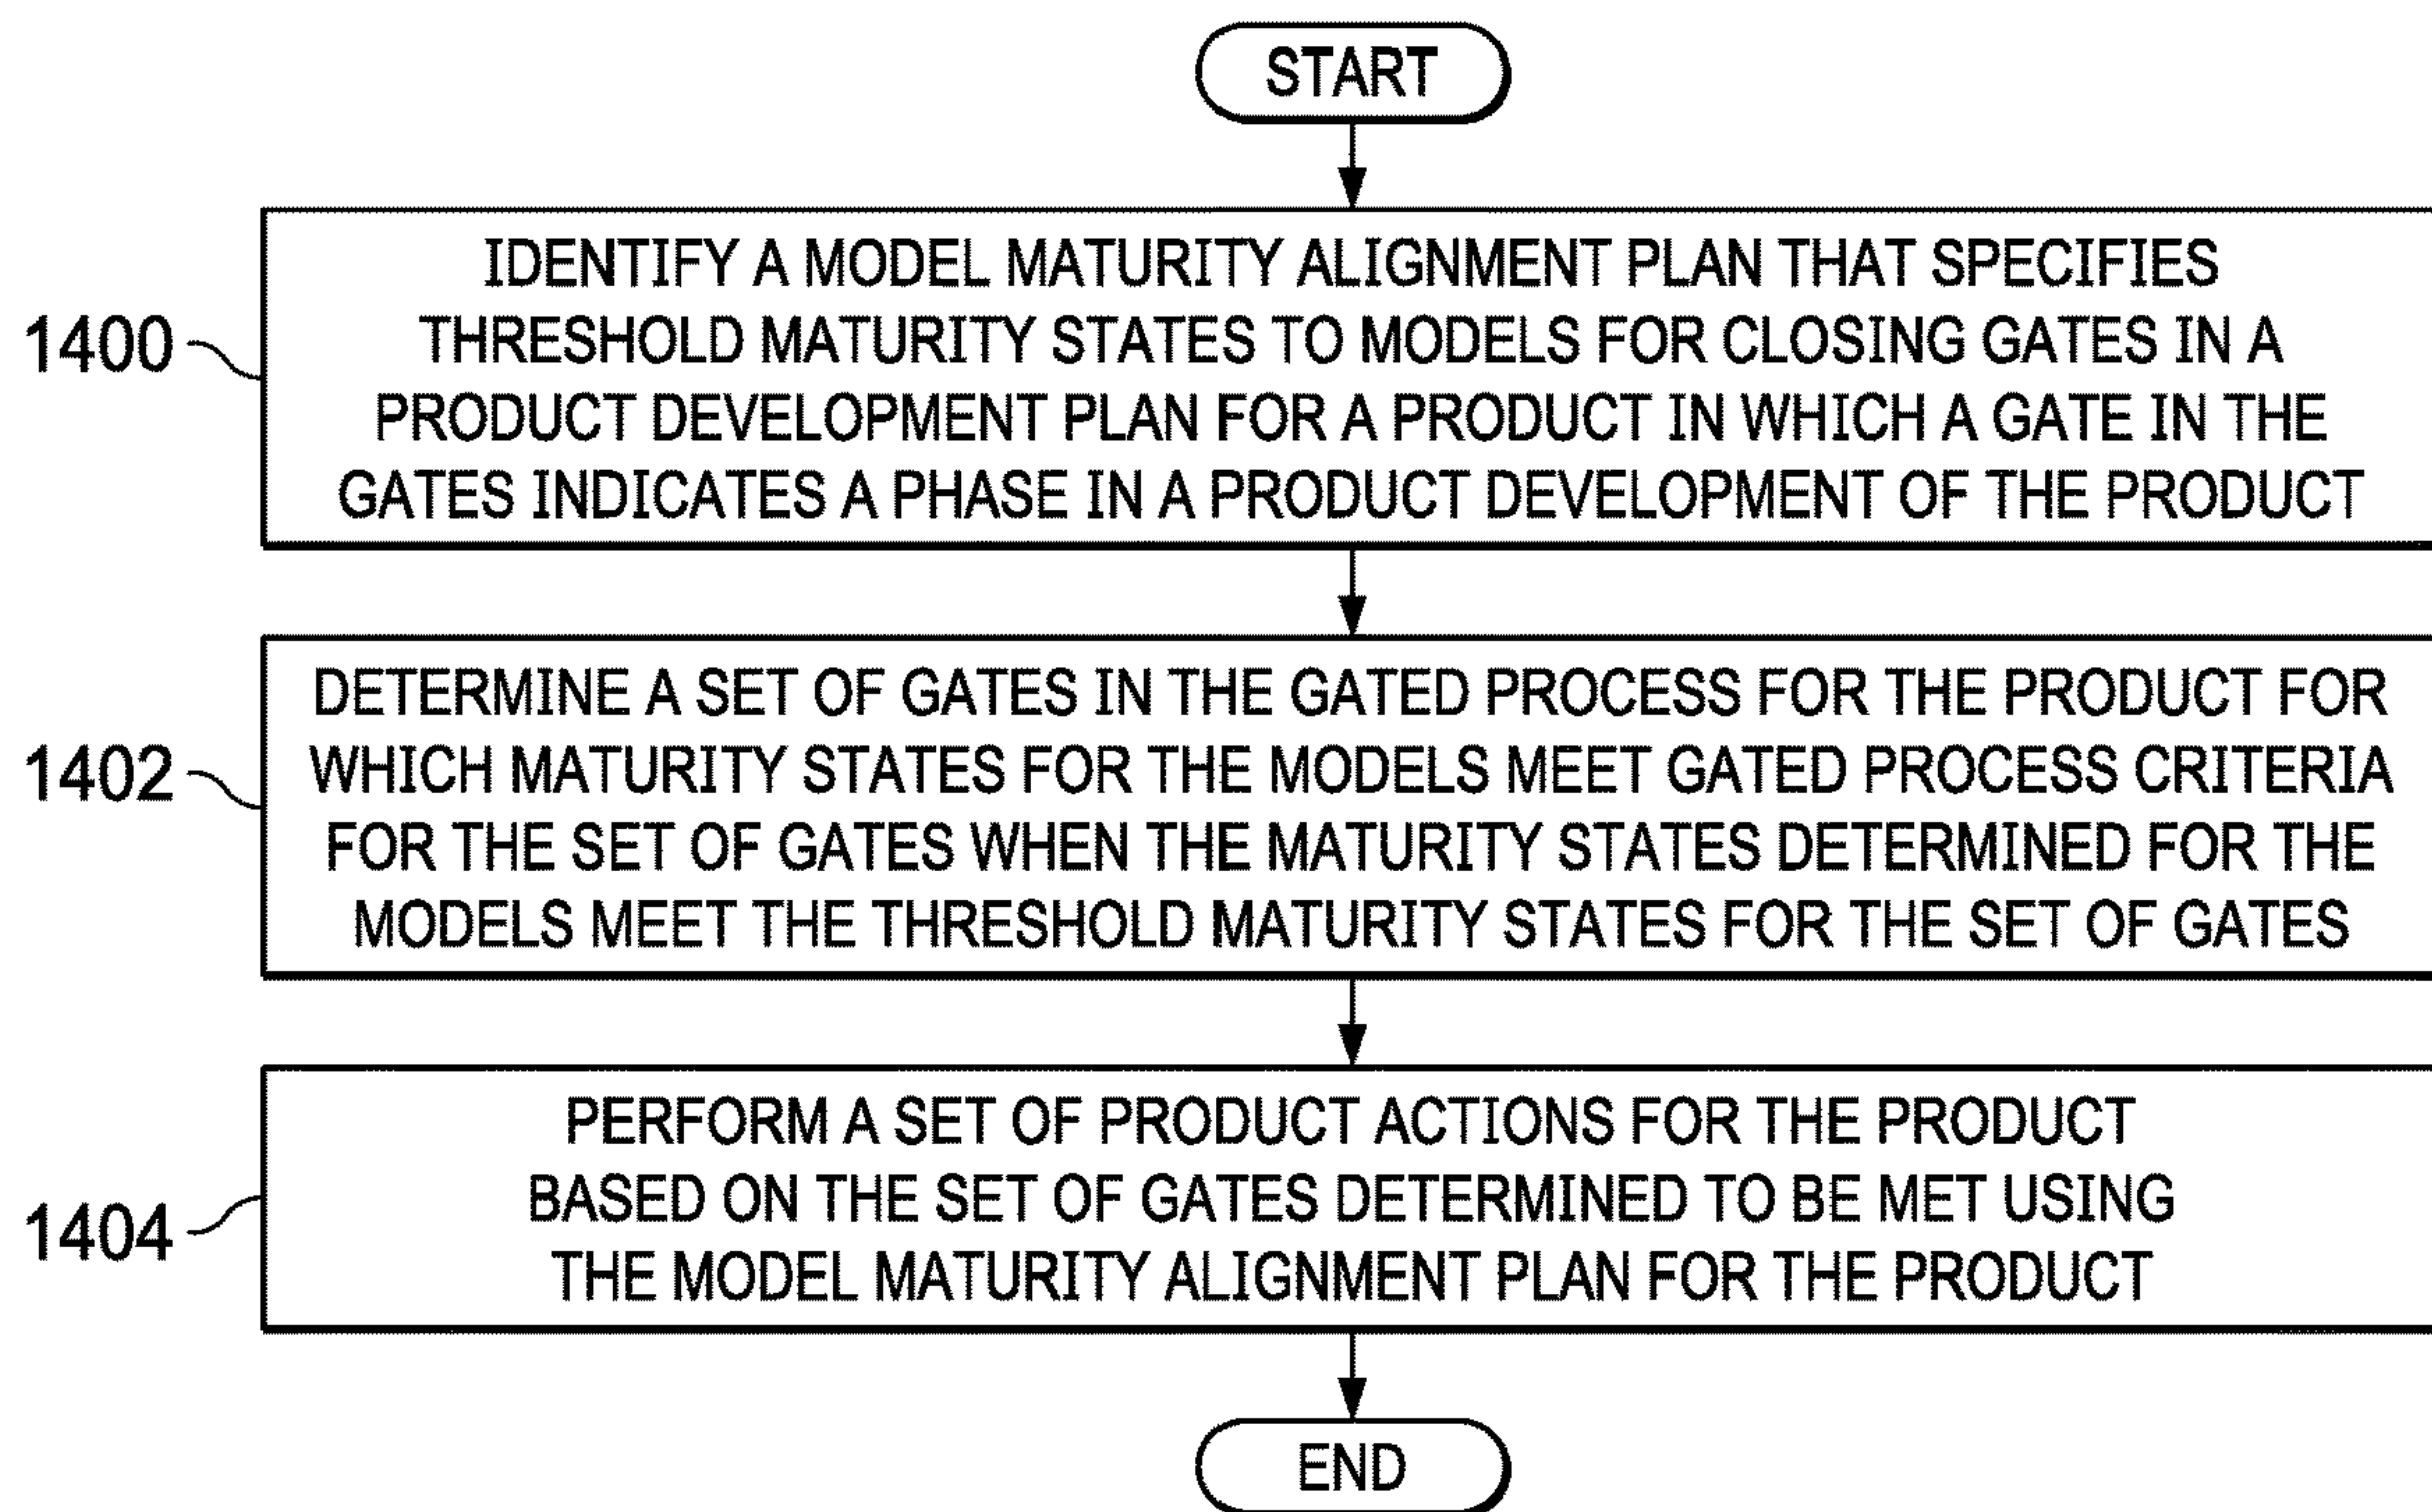 START
IDENTIFY A MODEL MATURITY ALIGNMENT PLAN THAT SPECIFIES
THRESHOLD MATURITY STATES TO MODELS FOR CLOSING GATES IN A
1400
PRODUCT DEVELOPMENT PLAN FOR A PRODUCT IN WHICH A GATE IN THE
GATES INDICATES A PHASE IN A PRODUCT DEVELOPMENT OF THE PRODUCT
DETERMINE A SET OF GATES IN THE GATED PROCESS FOR THE PRODUCT FOR
1402
WHICH MATURITY STATES FOR THE MODELS MEET GATED PROCESS CRITERIA
FOR THE SET OF GATES WHEN THE MATURITY STATES DETERMINED FOR THE
MODELS MEET THE THRESHOLD MATURITY STATES FOR THE SET OF GATES
PERFORM A SET OF PRODUCT ACTIONS FOR THE PRODUCT
BASED ON THE SET OF GATES DETERMINED TO BE MET USING
1404
THE MODEL MATURITY ALIGNMENT PLAN FOR THE PRODUCT
END